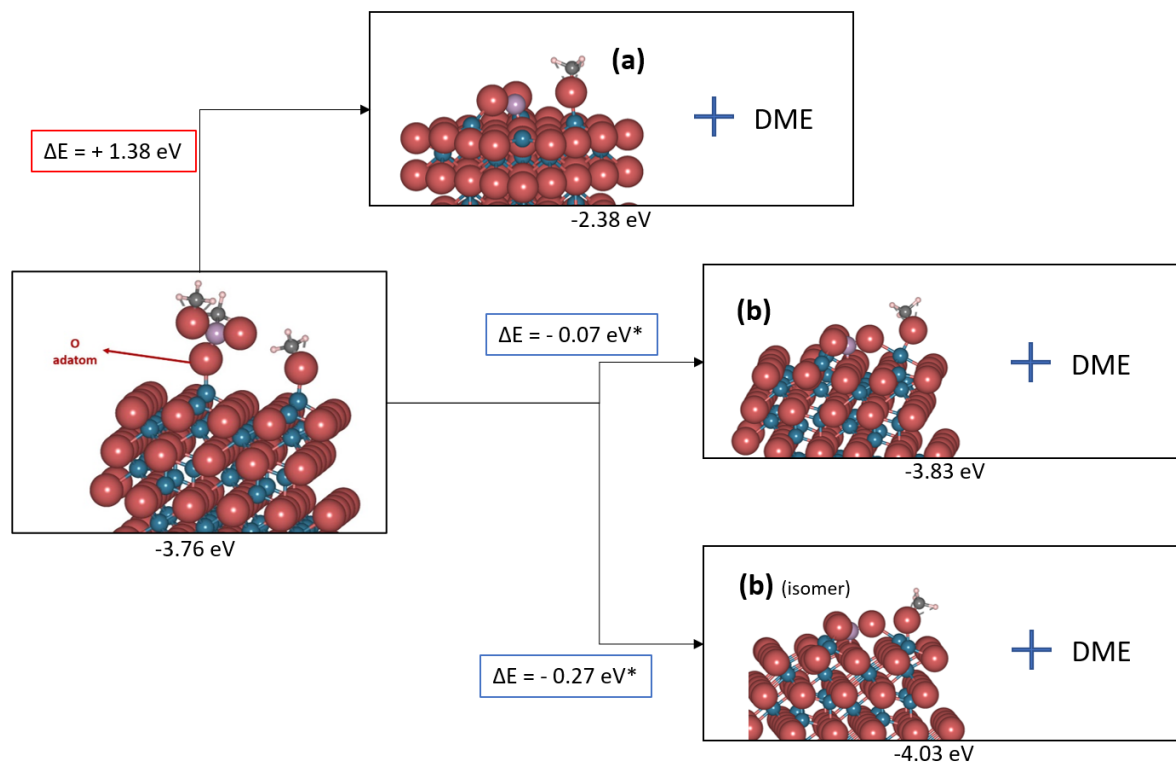 (a)
+ DME
ΔE = + 1.38 eV
-2.38 eV
O
adatom
-3.76 eV
ΔE = - 0.07 eV*
(b)
+ DME
-3.83 eV
ΔE = - 0.27 eV*
(b) (isomer)
+ DME
-4.03 eV